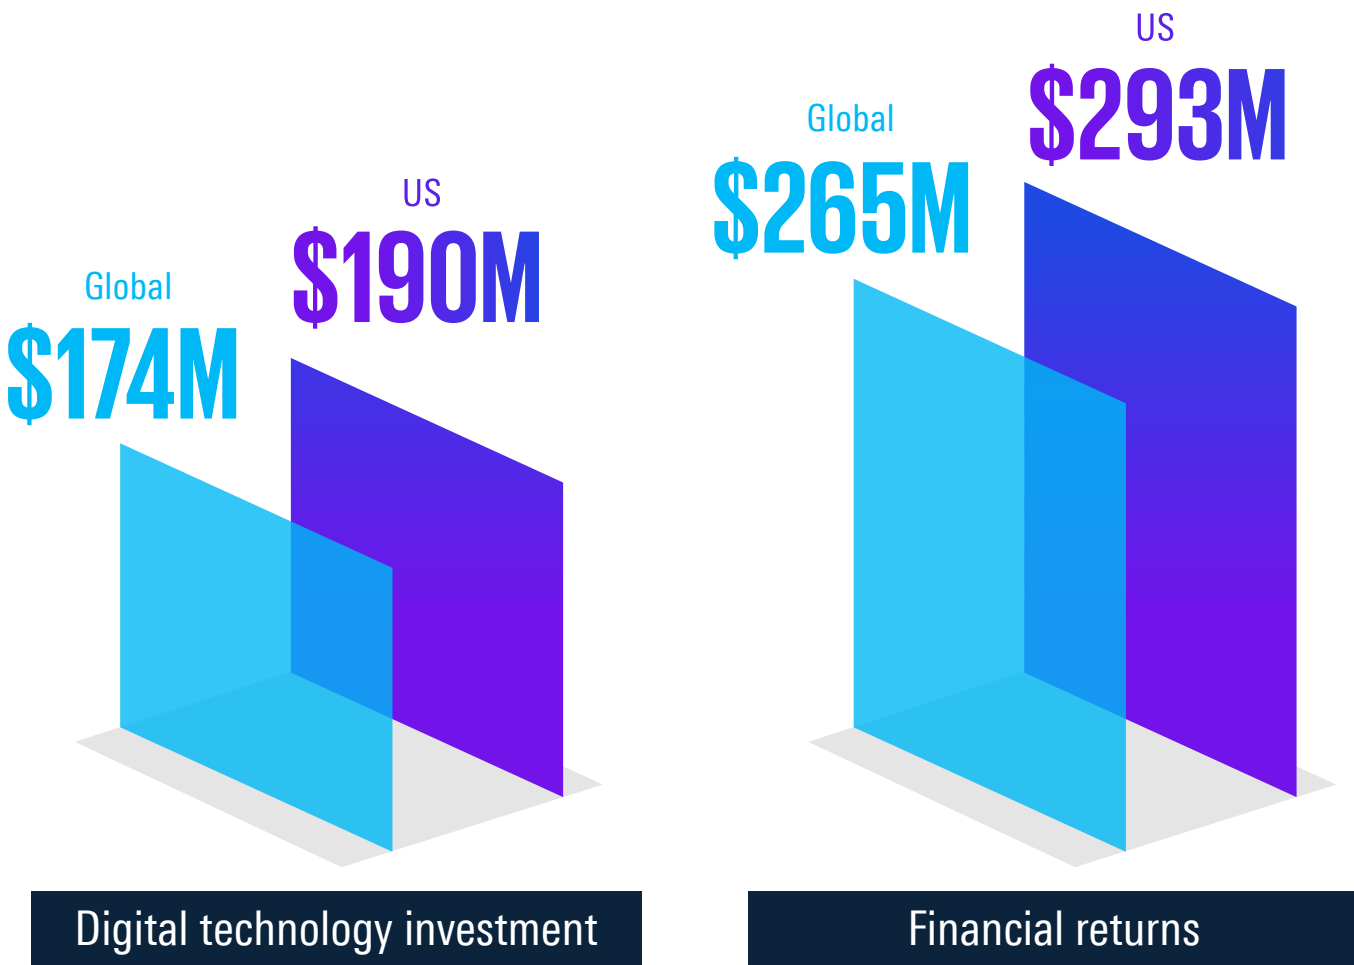 Global
$174M
US
$190M
Digital technology investment
Global
$265M
US
$293M
Financial returns